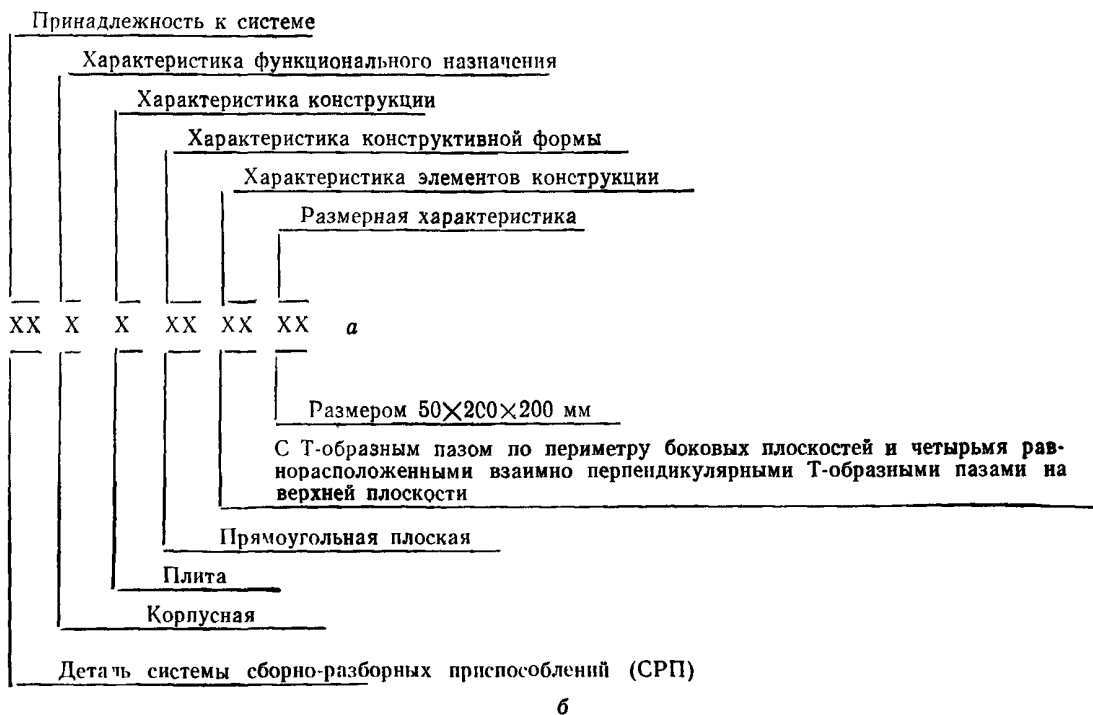 Принадлежность к системе
Характеристика функционального назначения
Характеристика конструкции
Характеристика конструктивной формы
Характеристика элементов конструкции
Размерная характеристика
XX X X XX XX XX а
Размером 50×200×200 мм
С Т-образным пазом по периметру боковых плоскостей и четырьмя рав-
норасположенными взаимно перпендикулярными Т-образными пазами на
верхней плоскости
Прямоугольная плоская
Плита
Корпусная
Деталь системы сборно-разборных приспособлений (СРП)
б